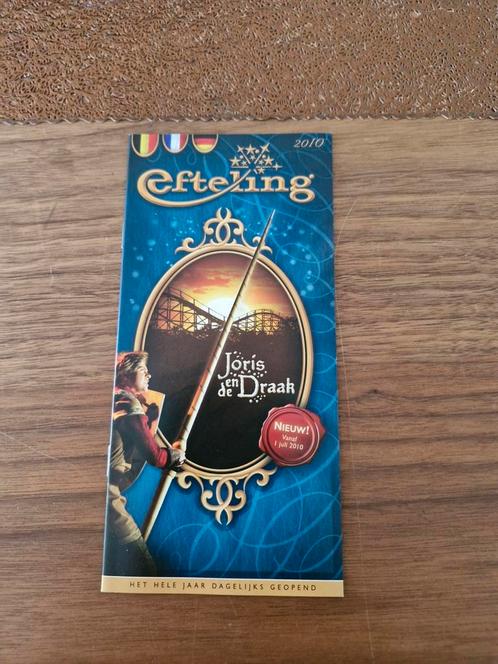 2010
Efteling®
Joris
en de Draak
NIEUW!
Vanaf
1 juli 2010
HET HELE JAAR DAGELIJKS GEOPEND